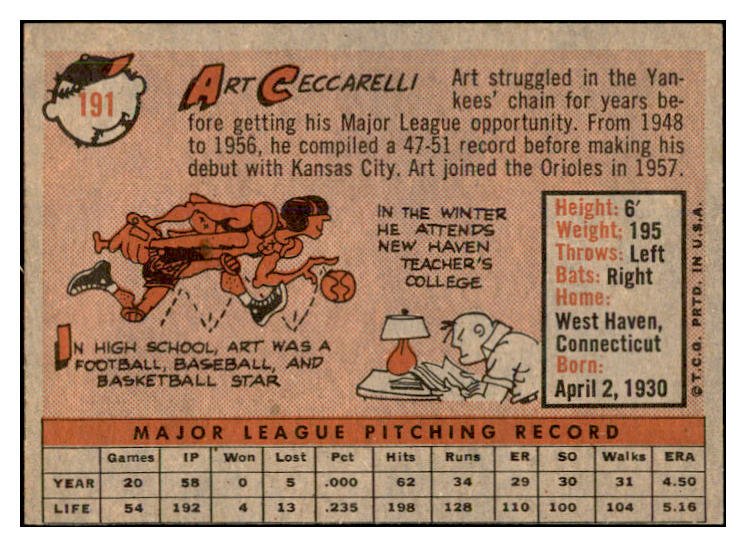 191
ART CECCARELLI
Art struggled in the Yan-
kees' chain for years be-
fore getting his Major League opportunity. From 1948
to 1956, he compiled a 47-51 record before making his
debut with Kansas City. Art joined the Orioles in 1957.
IN THE WINTER
HE ATTENDS
NEW HAVEN
TEACHER'S
COLLEGE
IN HIGH SCHOOL, ART WAS A
FOOTBALL, BASEBALL, AND
BASKETBALL STAR
Height: 6'
Weight: 195
Throws: Left
Bats: Right
Home:
West Haven,
Connecticut
Born:
April 2, 1930
© T.C.G. PRTD. IN U.S.A.
MAJOR LEAGUE PITCHING RECORD
Games IP Won Lost Pct Hits Runs ER SO Walks ERA
YEAR 20 58 0 5 .000 62 34 29 30 31 4.50
LIFE 54 192 4 13 .235 198 128 110 100 104 5.16